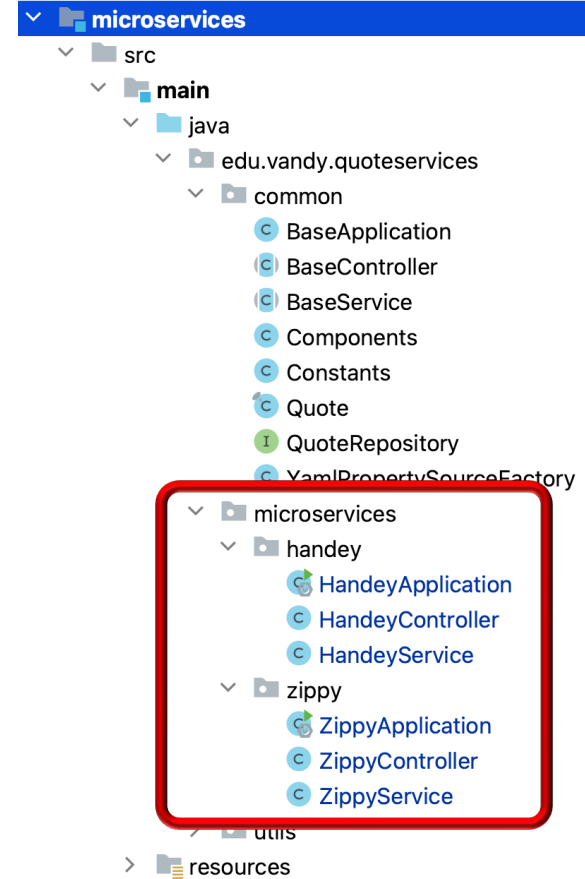 microservices
src
main
java
edu.vandy.quoteservices
common
C BaseApplication
C BaseController
C BaseService
C Components
C Constants
C Quote
I QuoteRepository
C YamlPropertySourceFactory
microservices
handey
C HandeyApplication
C HandeyController
C HandeyService
zippy
C ZippyApplication
C ZippyController
C ZippyService
utils
resources